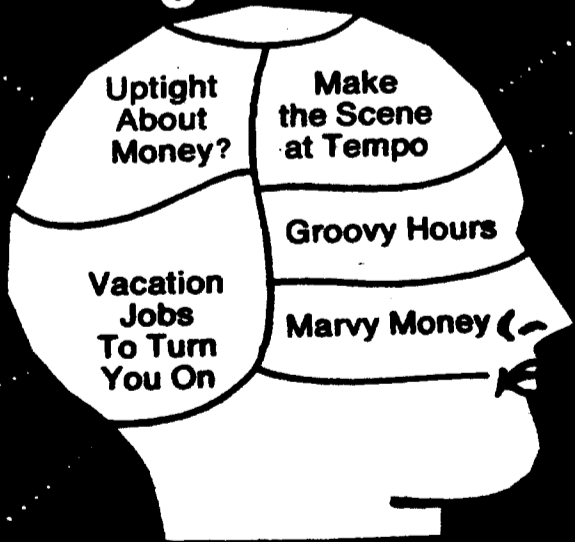 Uptight
About
Money?
Make
the Scene
at Tempo
Groovy Hours
Vacation
Jobs
To Turn
You On
Marvy Money